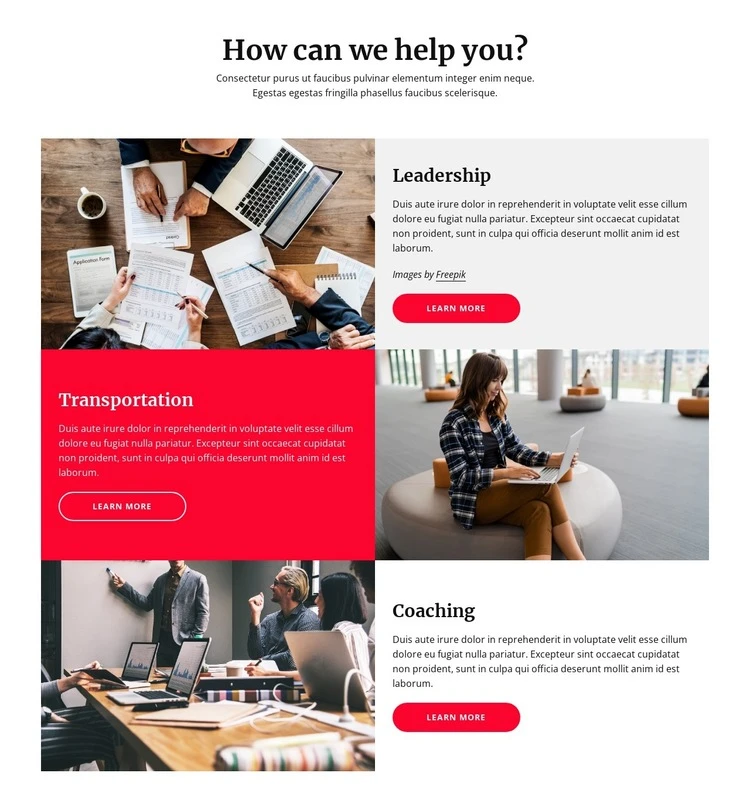 How can we help you?
Consectetur purus ut faucibus pulvinar elementum integer enim neque.
Egestas egestas fringilla phasellus faucibus scelerisque.
Application Form
Leadership
Duis aute irure dolor in reprehenderit in voluptate velit esse cillum
dolore eu fugiat nulla pariatur. Excepteur sint occaecat cupidatat
non proident, sunt in culpa qui officia deserunt mollit anim id est
laborum.
Images by Freepik
LEARN MORE
Transportation
Duis aute irure dolor in reprehenderit in voluptate velit esse cillum
dolore eu fugiat nulla pariatur. Excepteur sint occaecat cupidatat
non proident, sunt in culpa qui officia deserunt mollit anim id est
laborum.
LEARN MORE
Coaching
Duis aute irure dolor in reprehenderit in voluptate velit esse cillum
dolore eu fugiat nulla pariatur. Excepteur sint occaecat cupidatat
non proident, sunt in culpa qui officia deserunt mollit anim id est
laborum.
LEARN MORE